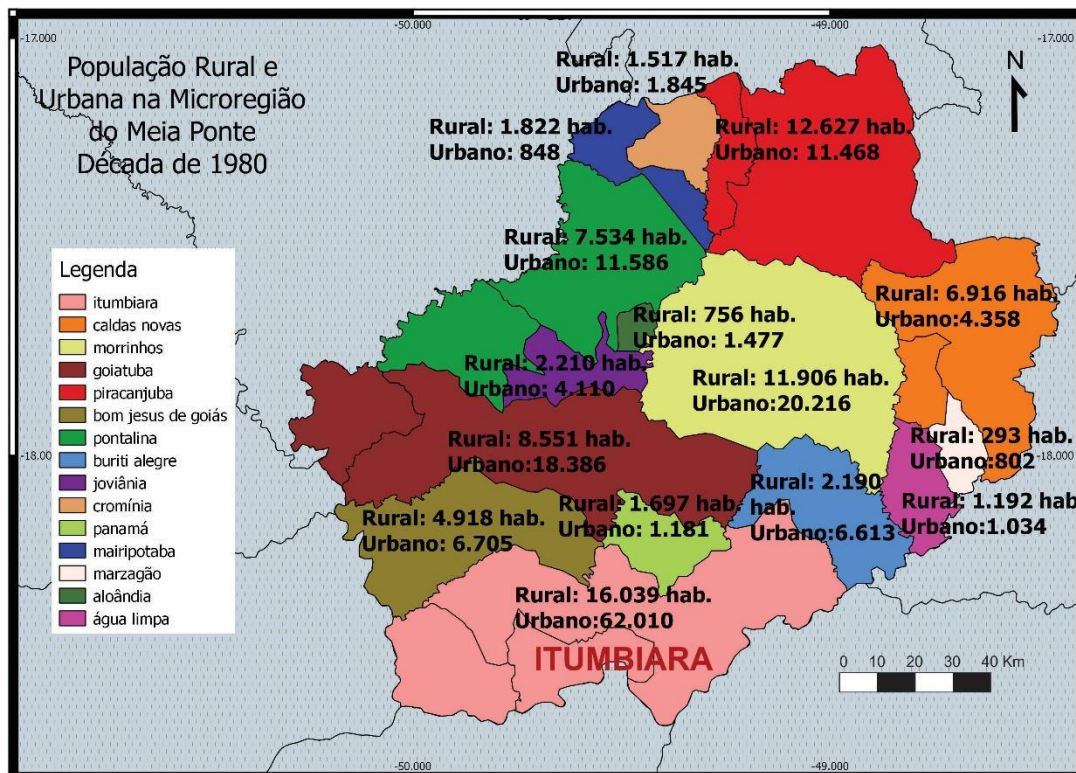 -50.000
-49.000
-17.000
-17.000
População Rural e
Urbana na Microregião
do Meia Ponte
Década de 1980
N
Rural: 1.517 hab.
Urbano: 1.845
Rural: 1.822 hab.
Urbano: 848
Rural: 12.627 hab.
Urbano: 11.468
Rural: 7.534 hab.
Urbano: 11.586
Rural: 6.916 hab.
Urbano:4.358
Rural: 756 hab.
Urbano: 1.477
Rural: 2.210 hab.
Urbano: 4.110
Rural: 11.906 hab.
Urbano:20.216
Rural: 293 hab.
Urbano:802
Rural: 8.551 hab.
Urbano:18.386
Rural: 2.190
hab.
Urbano:6.613
Rural: 1.192 hab
Urbano:1.034
Rural: 1.697 hab.
Urbano: 1.181
Rural: 4.918 hab.
Urbano: 6.705
Rural: 16.039 hab.
Urbano:62.010
ITUMBIARA
Legenda
itumbiara
caldas novas
morrinhos
goiatuba
piracanjuba
bom jesus de goiás
pontalina
buriti alegre
joviânia
cromínia
panamá
mairipotaba
marzagão
aloândia
água limpa
-18.000
-18.000
0 10 20 30 40 Km
-50.000
-49.000